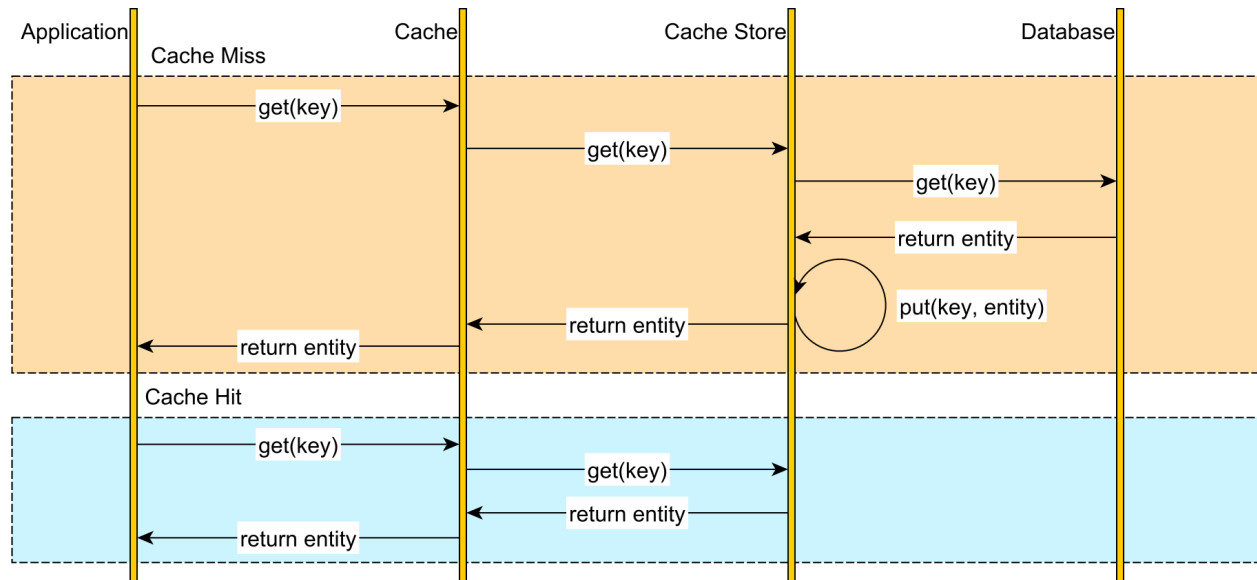 Application
Cache
Cache Store
Database
Cache Miss
get(key)
get(key)
get(key)
return entity
put(key, entity)
return entity
return entity
Cache Hit
get(key)
get(key)
return entity
return entity